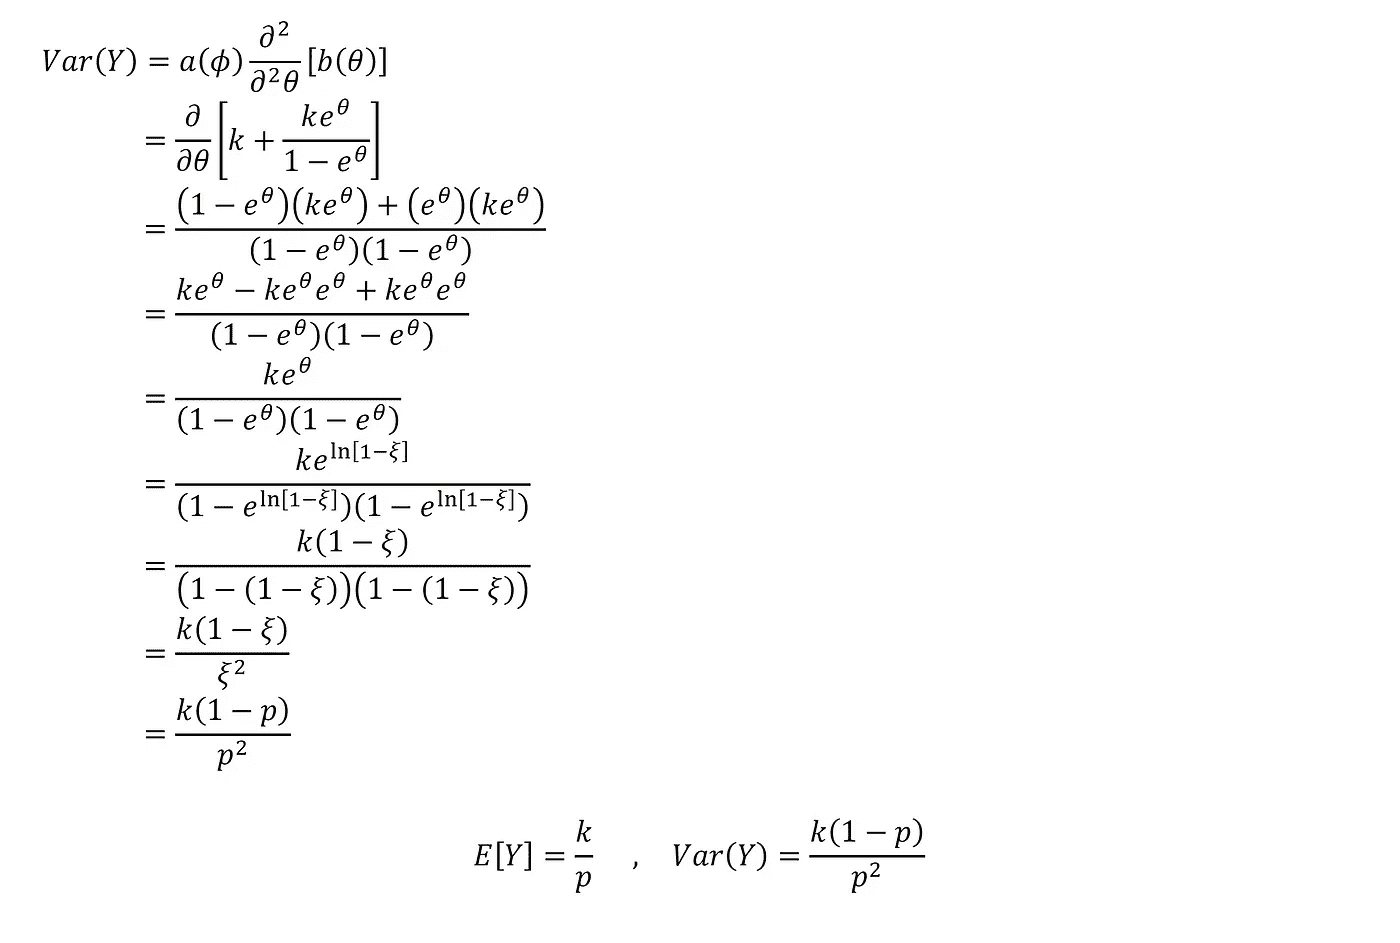 Var(Y) = a(ϕ) ∂²/∂²θ [b(θ)]
= ∂/∂θ [k + ke^θ/(1 − e^θ)]
= ((1 − e^θ)(ke^θ) + (e^θ)(ke^θ))/((1 − e^θ)(1 − e^θ))
= (ke^θ − ke^θe^θ + ke^θe^θ)/((1 − e^θ)(1 − e^θ))
= ke^θ/((1 − e^θ)(1 − e^θ))
= ke^(ln[1−ξ])/((1 − e^(ln[1−ξ]))(1 − e^(ln[1−ξ])))
= k(1 − ξ)/((1 − (1 − ξ))(1 − (1 − ξ)))
= k(1 − ξ)/ξ²
= k(1 − p)/p²
E[Y] = k/p , Var(Y) = k(1 − p)/p²